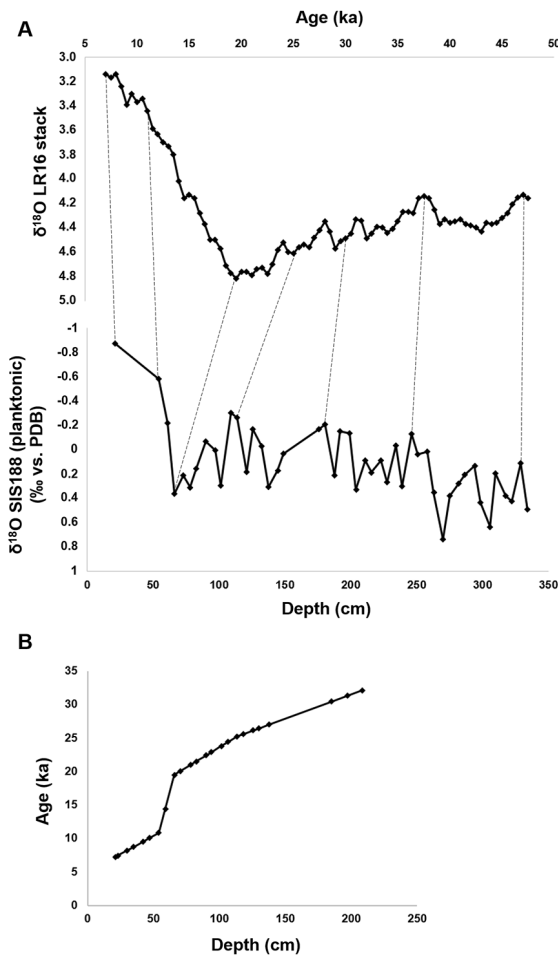 Age (ka)
A
5 10 15 20 25 30 35 40 45 50
3.0
3.2
3.4
3.6
3.8
4.0
4.2
4.4
4.6
4.8
5.0
δ18O LR16 stack
-1
-0.8
-0.6
-0.4
-0.2
0
0.2
0.4
0.6
0.8
1
δ18O SIS188 (planktonic)
(‰ vs. PDB)
0 50 100 150 200 250 300 350
Depth (cm)
B
35
30
25
20
15
10
5
0
Age (ka)
0 50 100 150 200 250
Depth (cm)